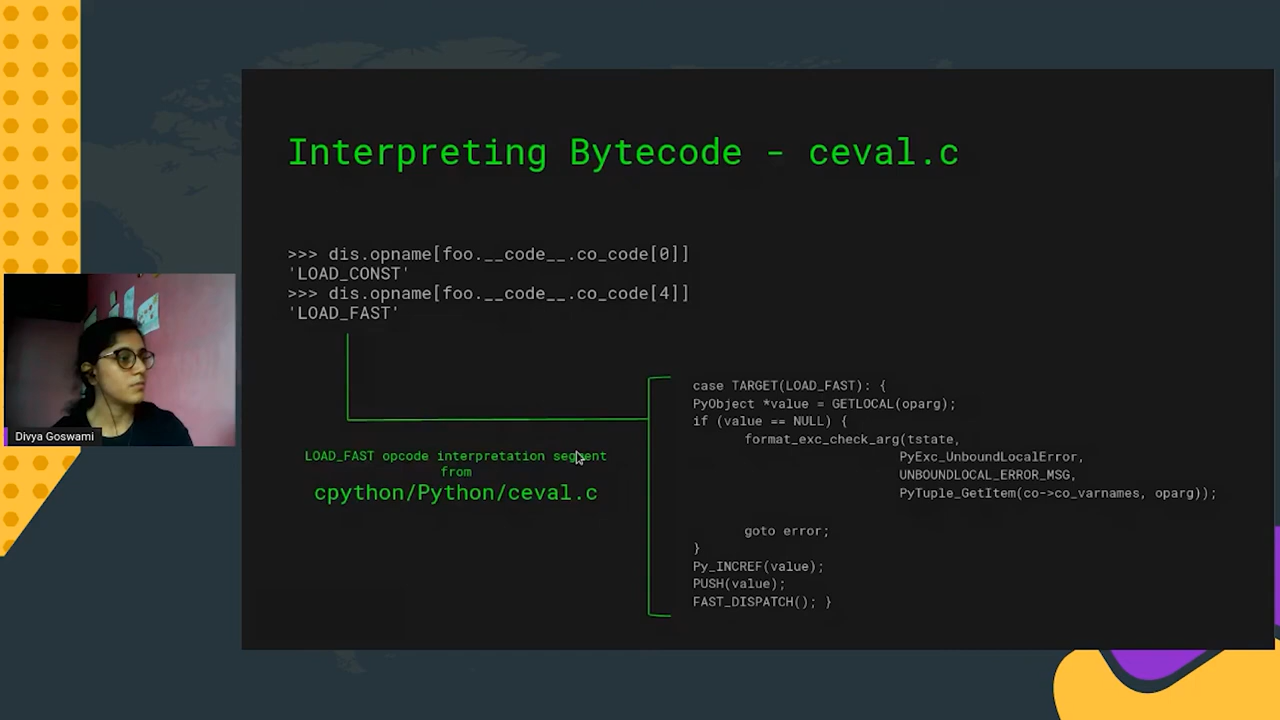 Interpreting Bytecode - ceval.c
>>> dis.opname[foo.__code__.co_code[0]]
'LOAD_CONST'
>>> dis.opname[foo.__code__.co_code[4]]
'LOAD_FAST'
LOAD_FAST opcode interpretation segment
from
cpython/Python/ceval.c
case TARGET(LOAD_FAST): {
PyObject *value = GETLOCAL(oparg);
if (value == NULL) {
format_exc_check_arg(tstate,
PyExc_UnboundLocalError,
UNBOUNDLOCAL_ERROR_MSG,
PyTuple_GetItem(co->co_varnames, oparg));
goto error;
}
Py_INCREF(value);
PUSH(value);
FAST_DISPATCH(); }
Divya Goswami